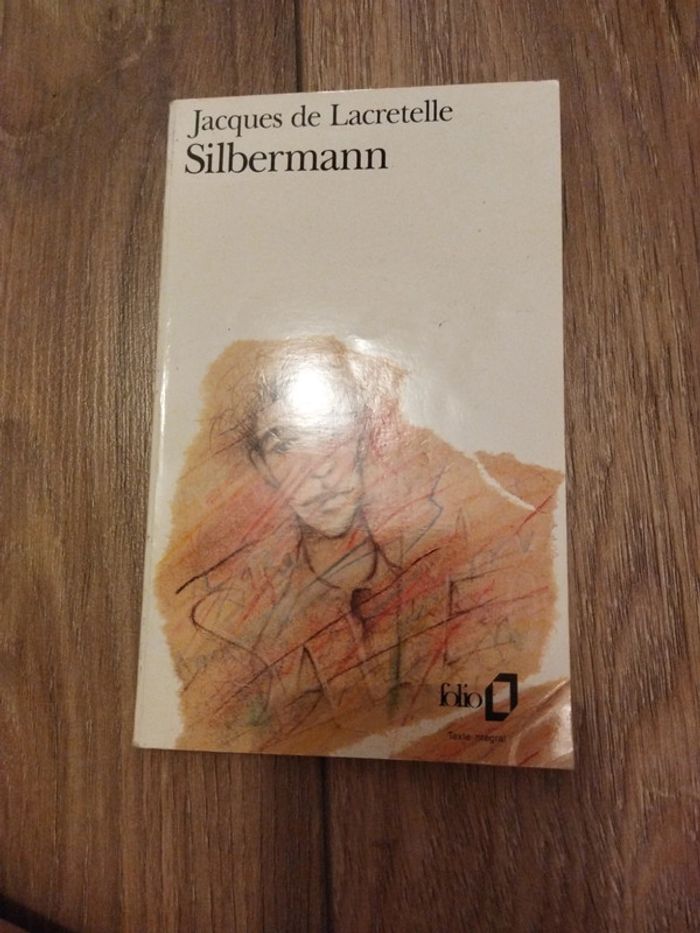 Jacques de Lacretelle
Silbermann
folio
Texte intégral